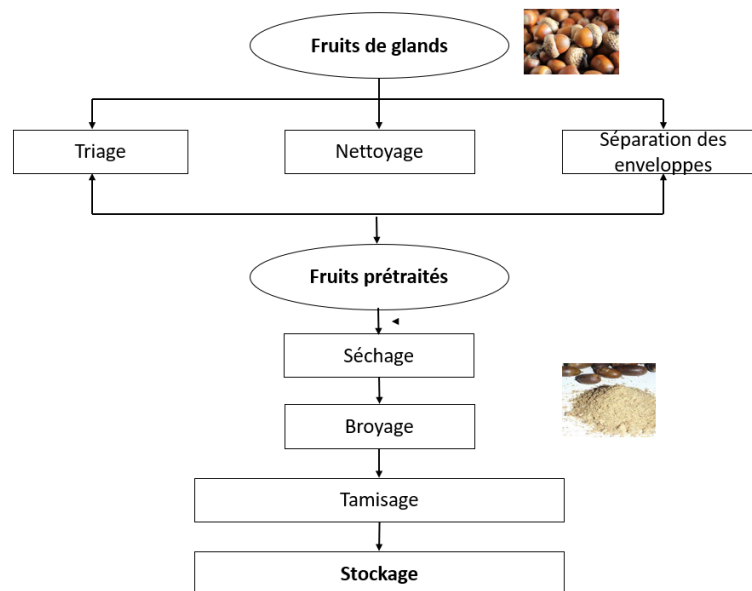 Fruits de glands
Triage
Nettoyage
Séparation des
enveloppes
Fruits prétraités
Séchage
Broyage
Tamisage
Stockage